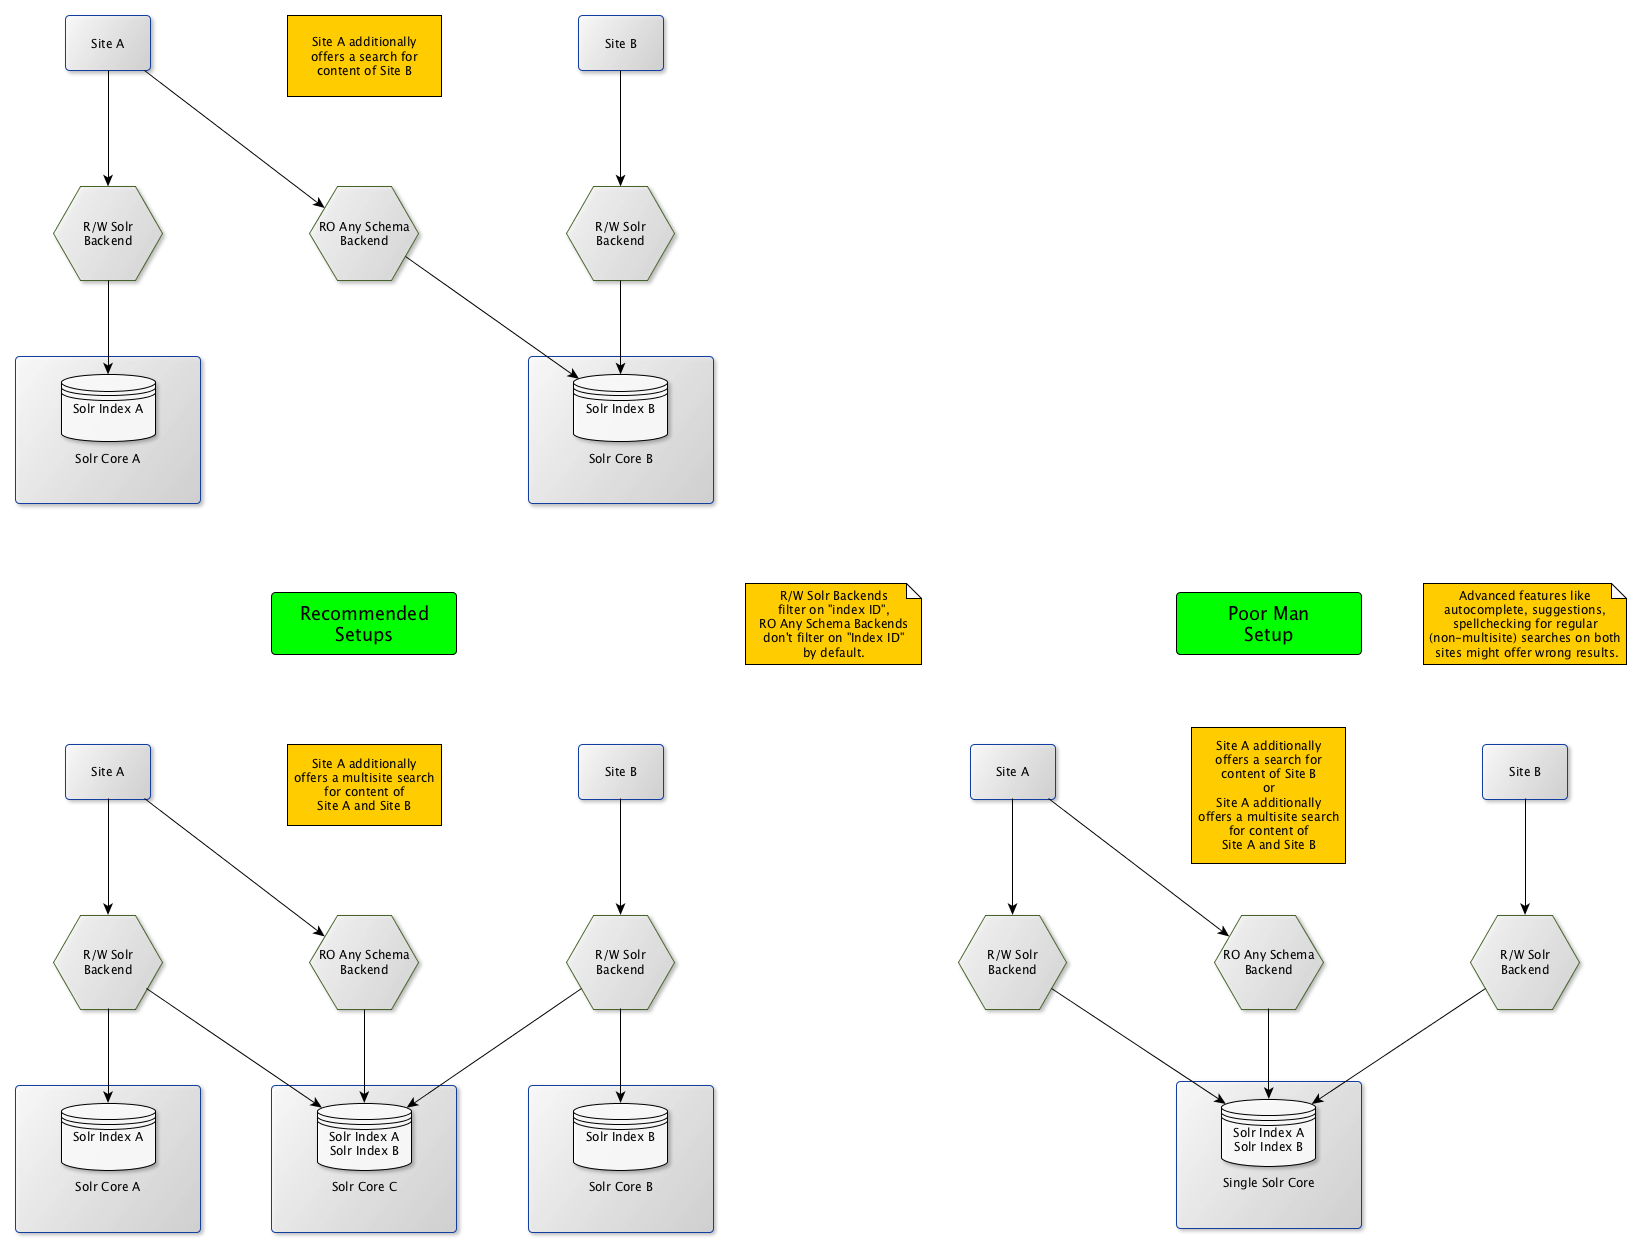 Site A
Site A additionally
offers a search for
content of Site B
Site B
R/W Solr
Backend
RO Any Schema
Backend
R/W Solr
Backend
Solr Index A
Solr Core A
Solr Index B
Solr Core B
Recommended
Setups
R/W Solr Backends
filter on "index ID",
RO Any Schema Backends
don't filter on "Index ID"
by default.
Poor Man
Setup
Advanced features like
autocomplete, suggestions,
spellchecking for regular
(non-multisite) searches on both
sites might offer wrong results.
Site A
Site A additionally
offers a multisite search
for content of
Site A and Site B
Site B
Site A
Site A additionally
offers a search for
content of Site B
or
Site A additionally
offers a multisite search
for content of
Site A and Site B
Site B
R/W Solr
Backend
RO Any Schema
Backend
R/W Solr
Backend
R/W Solr
Backend
RO Any Schema
Backend
R/W Solr
Backend
Solr Index A
Solr Core A
Solr Index A
Solr Index B
Solr Core C
Solr Index B
Solr Core B
Solr Index A
Solr Index B
Single Solr Core